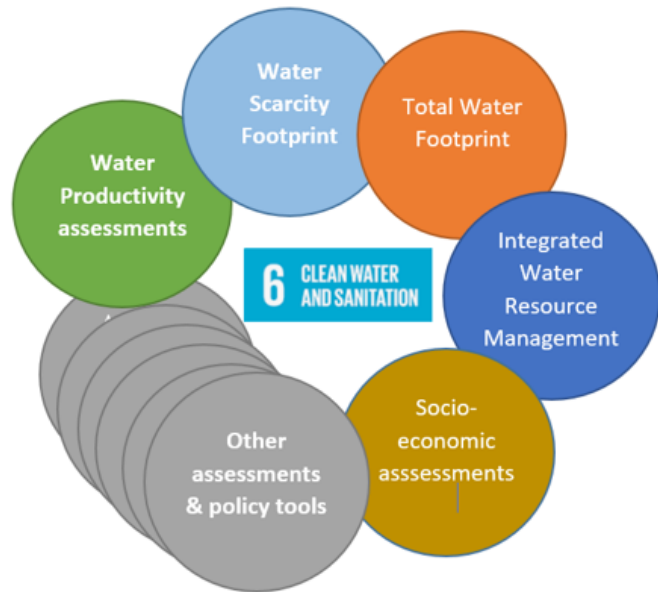 Water
Scarcity
Footprint
Total Water
Footprint
Water
Productivity
assessments
6 CLEAN WATER
AND SANITATION
Integrated
Water
Resource
Management
Socio-
economic
asssessments
Other
assessments
& policy tools